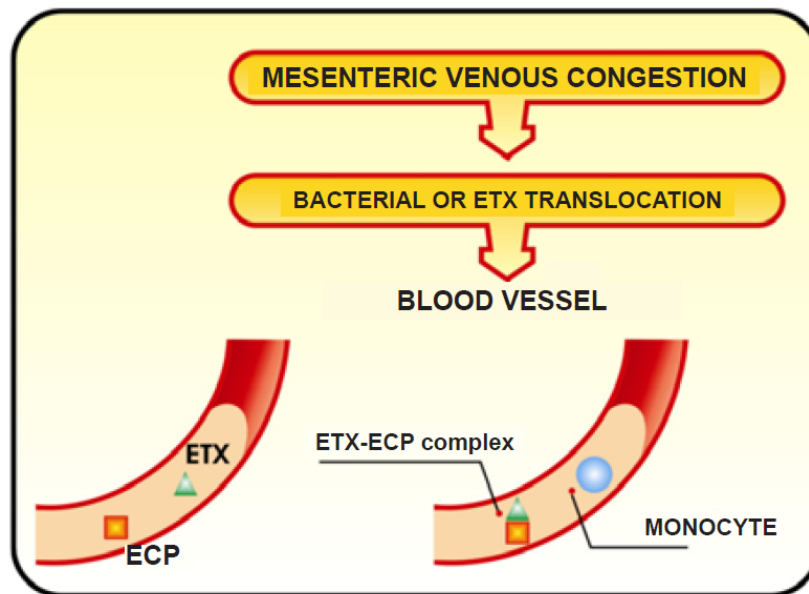 MESENTERIC VENOUS CONGESTION
BACTERIAL OR ETX TRANSLOCATION
BLOOD VESSEL
ETX
ECP
ETX-ECP complex
MONOCYTE